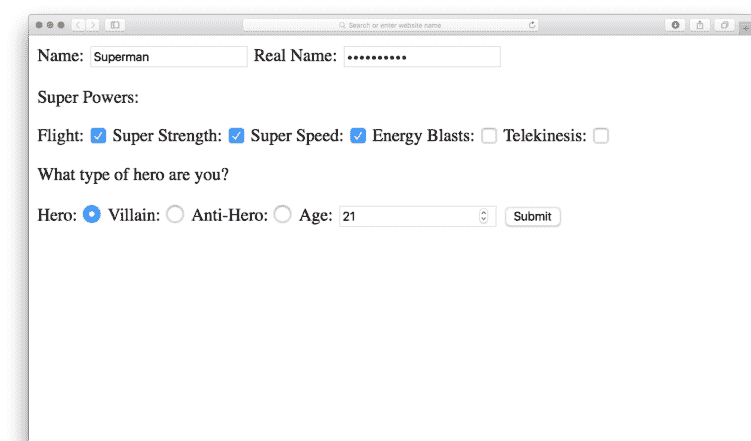 Search or enter website name
Name: Superman Real Name: ••••••••••
Super Powers:
Flight: Super Strength: Super Speed: Energy Blasts: Telekinesis:
What type of hero are you?
Hero: Villain: Anti-Hero: Age: 21 Submit